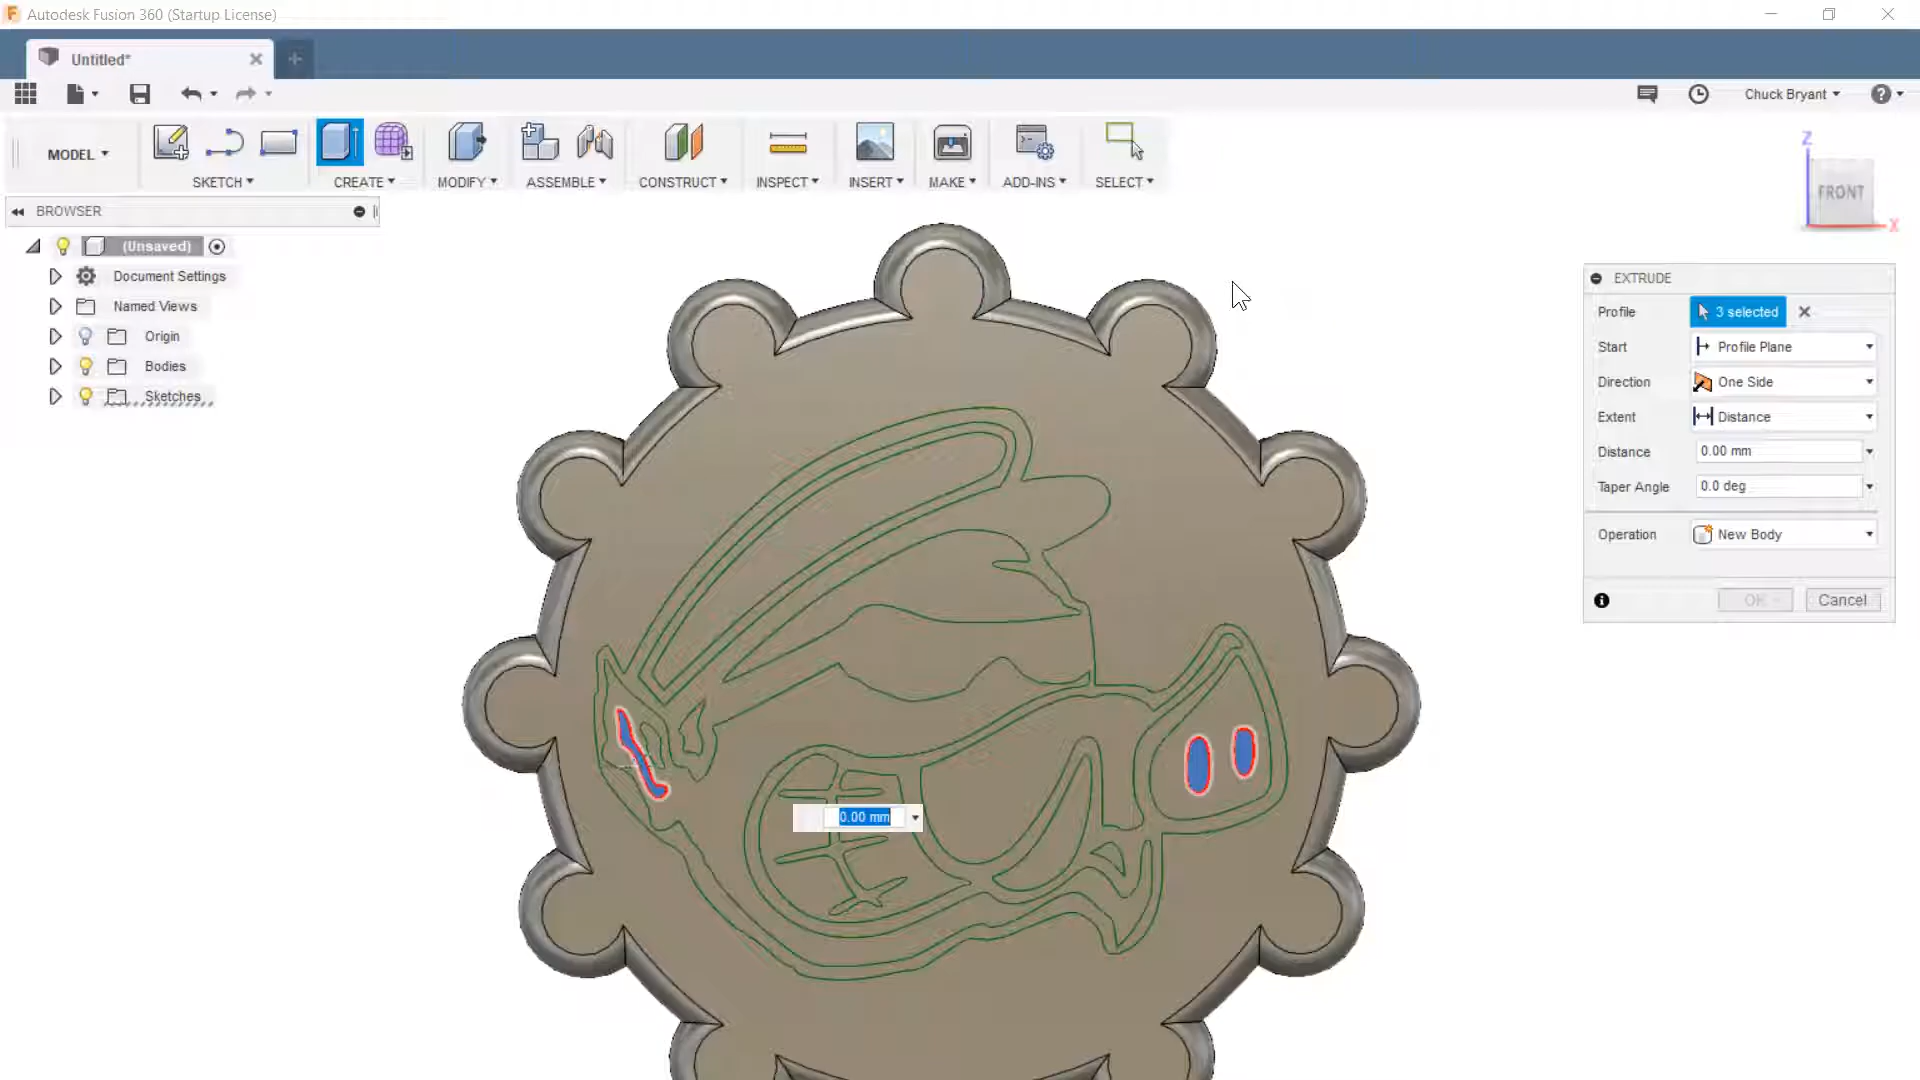 Autodesk Fusion 360 (Startup License)
Untitled*
Chuck Bryant
MODEL
SKETCH
CREATE
MODIFY
ASSEMBLE
CONSTRUCT
INSPECT
INSERT
MAKE
ADD-INS
SELECT
Z
FRONT
X
BROWSER
(Unsaved)
Document Settings
Named Views
Origin
Bodies
Sketches
EXTRUDE
Profile 3 selected
Start Profile Plane
Direction One Side
Extent Distance
Distance 0.00 mm
Taper Angle 0.0 deg
Operation New Body
OK Cancel
0.00 mm